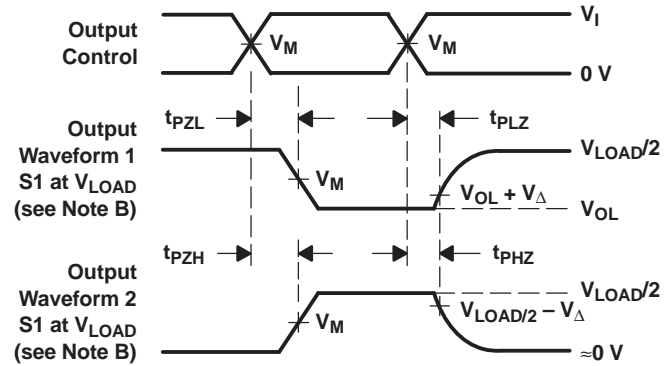 Output
Control
V_M
V_M
V_I
0 V
t_PZL
t_PLZ
Output
Waveform 1
S1 at V_LOAD
(see Note B)
V_M
V_LOAD/2
V_OL + V_Δ
V_OL
t_PZH
t_PHZ
Output
Waveform 2
S1 at V_LOAD
(see Note B)
V_M
V_LOAD/2
V_LOAD/2 – V_Δ
≈0 V